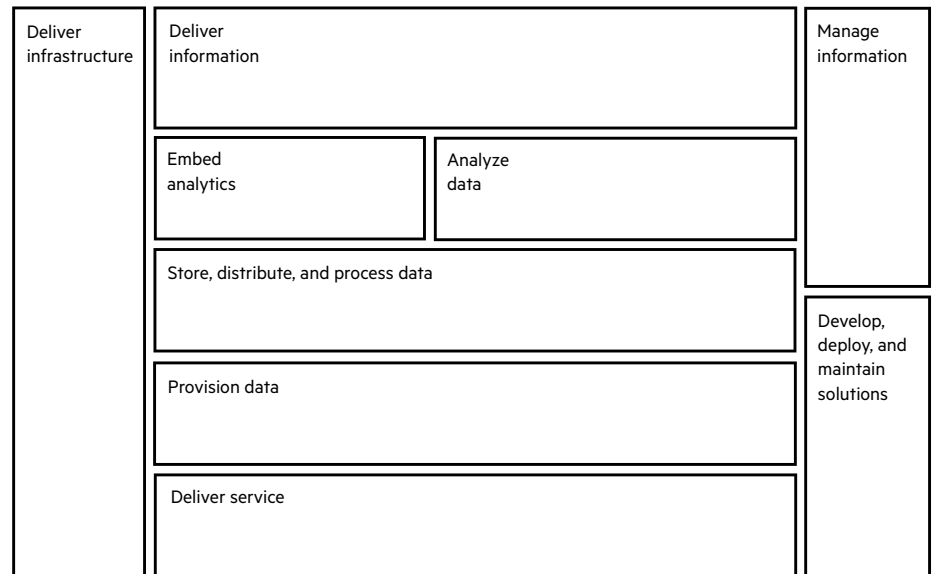 Deliver
infrastructure
Deliver
information
Manage
information
Embed
analytics
Analyze
data
Store, distribute, and process data
Develop,
deploy, and
maintain
solutions
Provision data
Deliver service